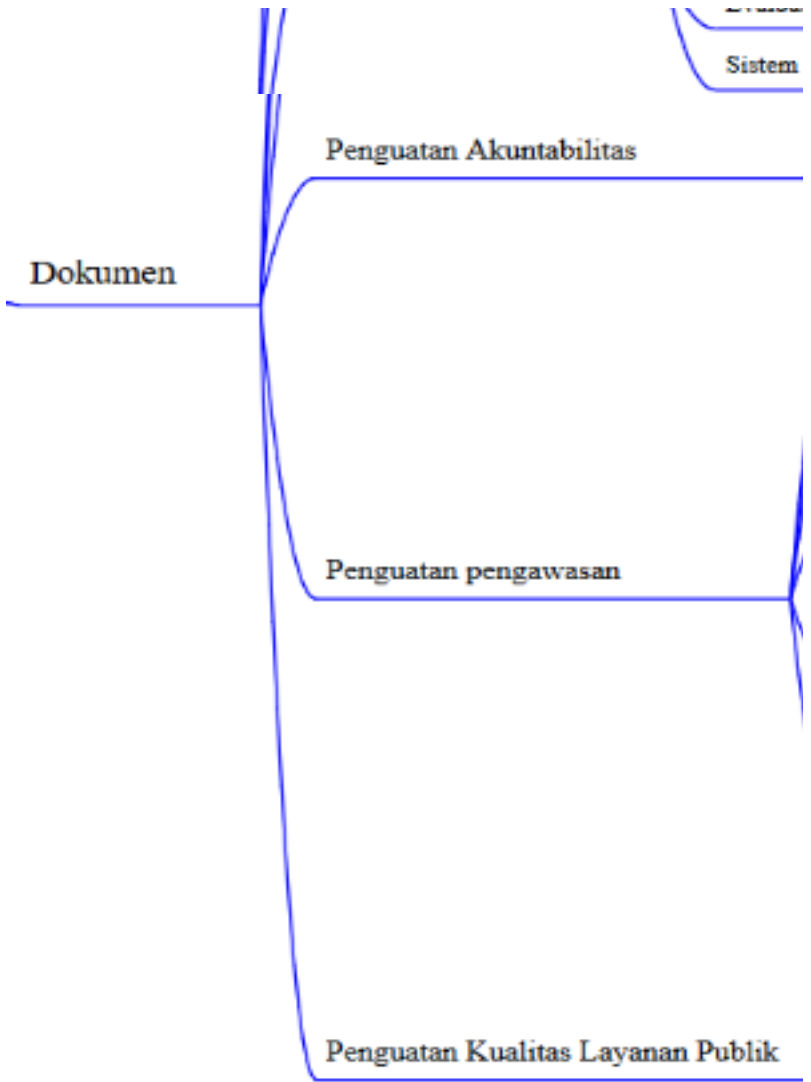 Sistem
Penguatan Akuntabilitas
Dokumen
Penguatan pengawasan
Penguatan Kualitas Layanan Publik